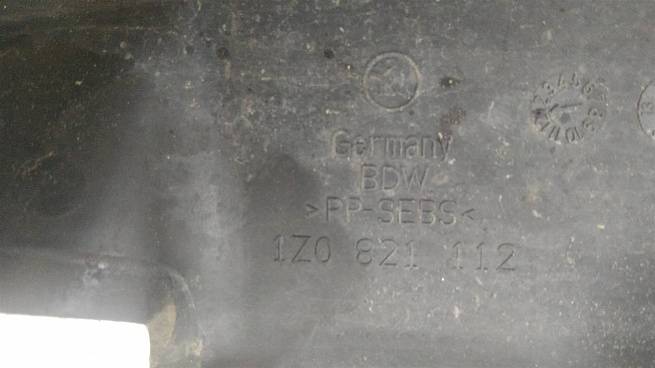 Germany
BDW
>PP-SEBS<
1Z0 821 112